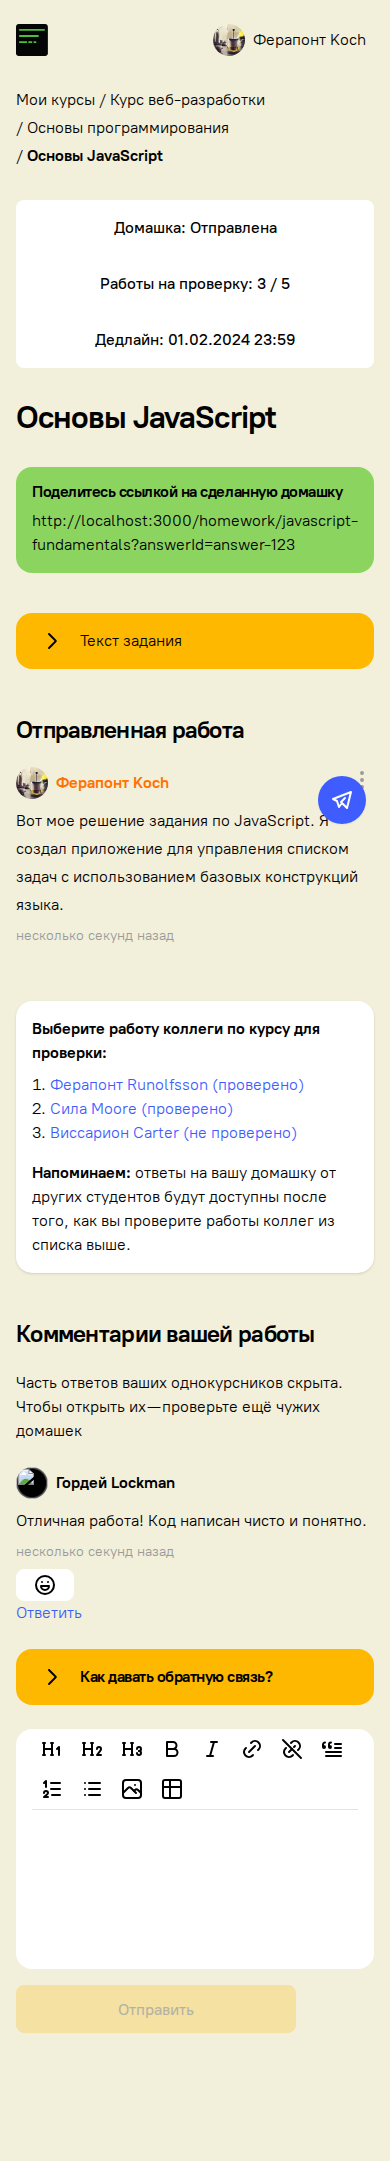 Ферапонт Koch
Мои курсы / Курс веб-разработки
/ Основы программирования
/ Основы JavaScript
Домашка: Отправлена
Работы на проверку: 3 / 5
Дедлайн: 01.02.2024 23:59
Основы JavaScript
Поделитесь ссылкой на сделанную домашку
http://localhost:3000/homework/javascript-
fundamentals?answerId=answer-123
Текст задания
Отправленная работа
Ферапонт Koch
Вот мое решение задания по JavaScript. Я
создал приложение для управления списком
задач с использованием базовых конструкций
языка.
несколько секунд назад
Выберите работу коллеги по курсу для
проверки:
1. Ферапонт Runolfsson (проверено)
2. Сила Moore (проверено)
3. Виссарион Carter (не проверено)
Напоминаем: ответы на вашу домашку от
других студентов будут доступны после
того, как вы проверите работы коллег из
списка выше.
Комментарии вашей работы
Часть ответов ваших однокурсников скрыта.
Чтобы открыть их — проверьте ещё чужих
домашек
Гордей Lockman
Отличная работа! Код написан чисто и понятно.
несколько секунд назад
Ответить
Как давать обратную связь?
H1 H2 H3 B I
Отправить